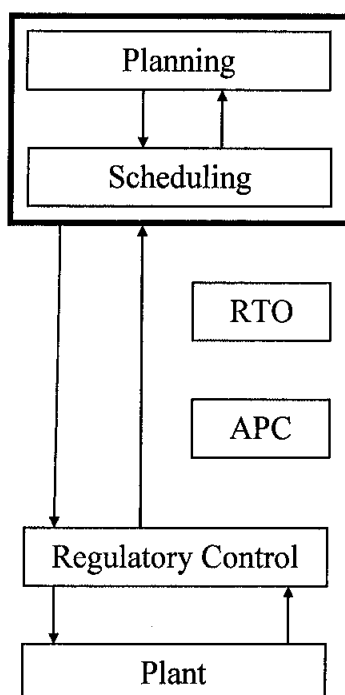 Planning
Scheduling
RTO
APC
Regulatory Control
Plant